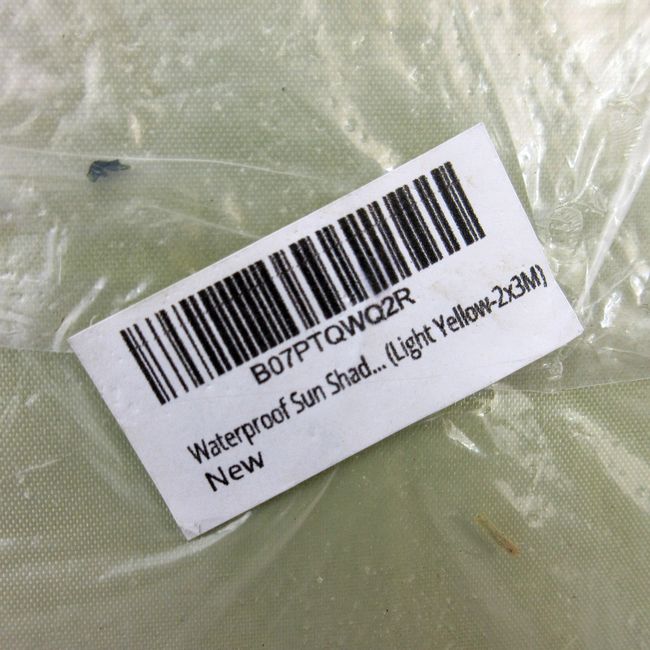 B07PTQWQ2R
Waterproof Sun Shad... (Light Yellow-2x3M)
New